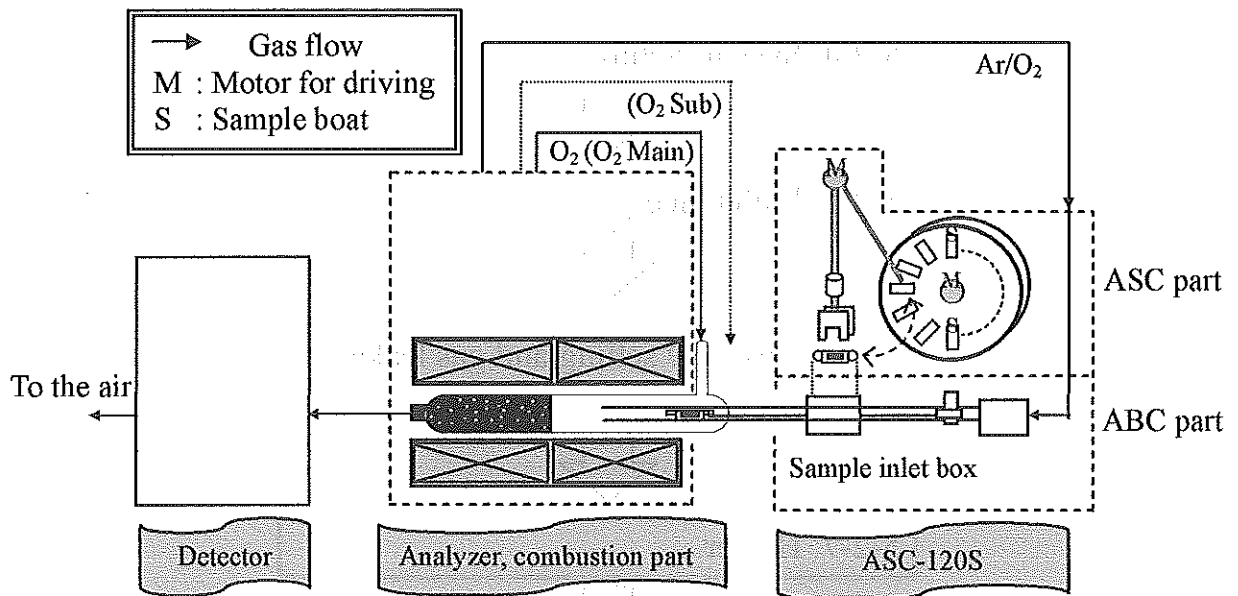 Gas flow
M : Motor for driving
S : Sample boat
Ar/O₂
(O₂ Sub)
O₂ (O₂ Main)
M
M
ASC part
To the air
ABC part
Sample inlet box
Detector
Analyzer, combustion part
ASC-120S